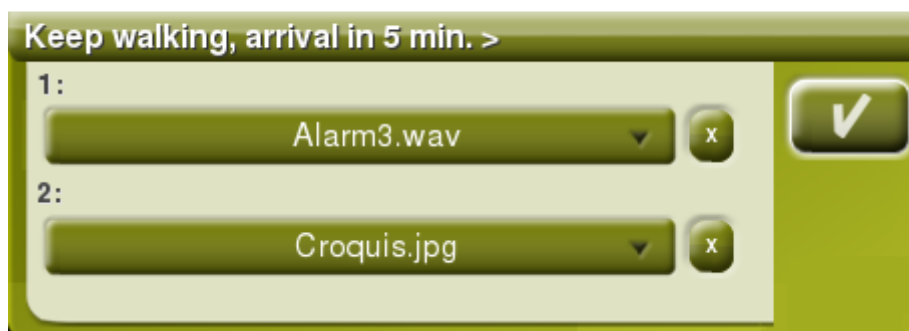 Keep walking, arrival in 5 min. >
1:
Alarm3.wav
x
2:
Croquis.jpg
x